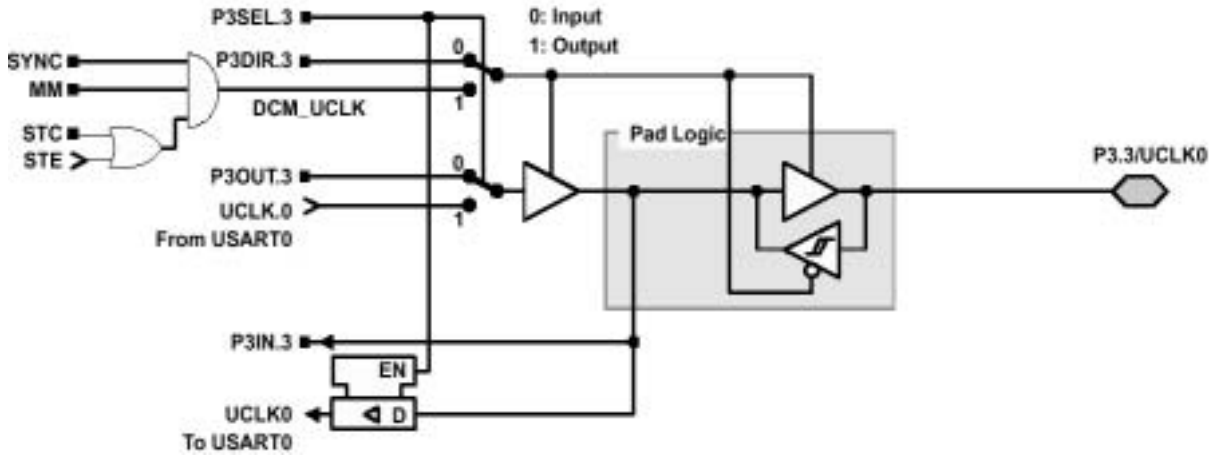 P3SEL.3
0: Input
1: Output
SYNC
P3DIR.3
0
MM
1
DCM_UCLK
STC
STE
Pad Logic
P3.3/UCLK0
P3OUT.3
0
UCLK.0
1
From USART0
P3IN.3
EN
UCLK0
D
To USART0